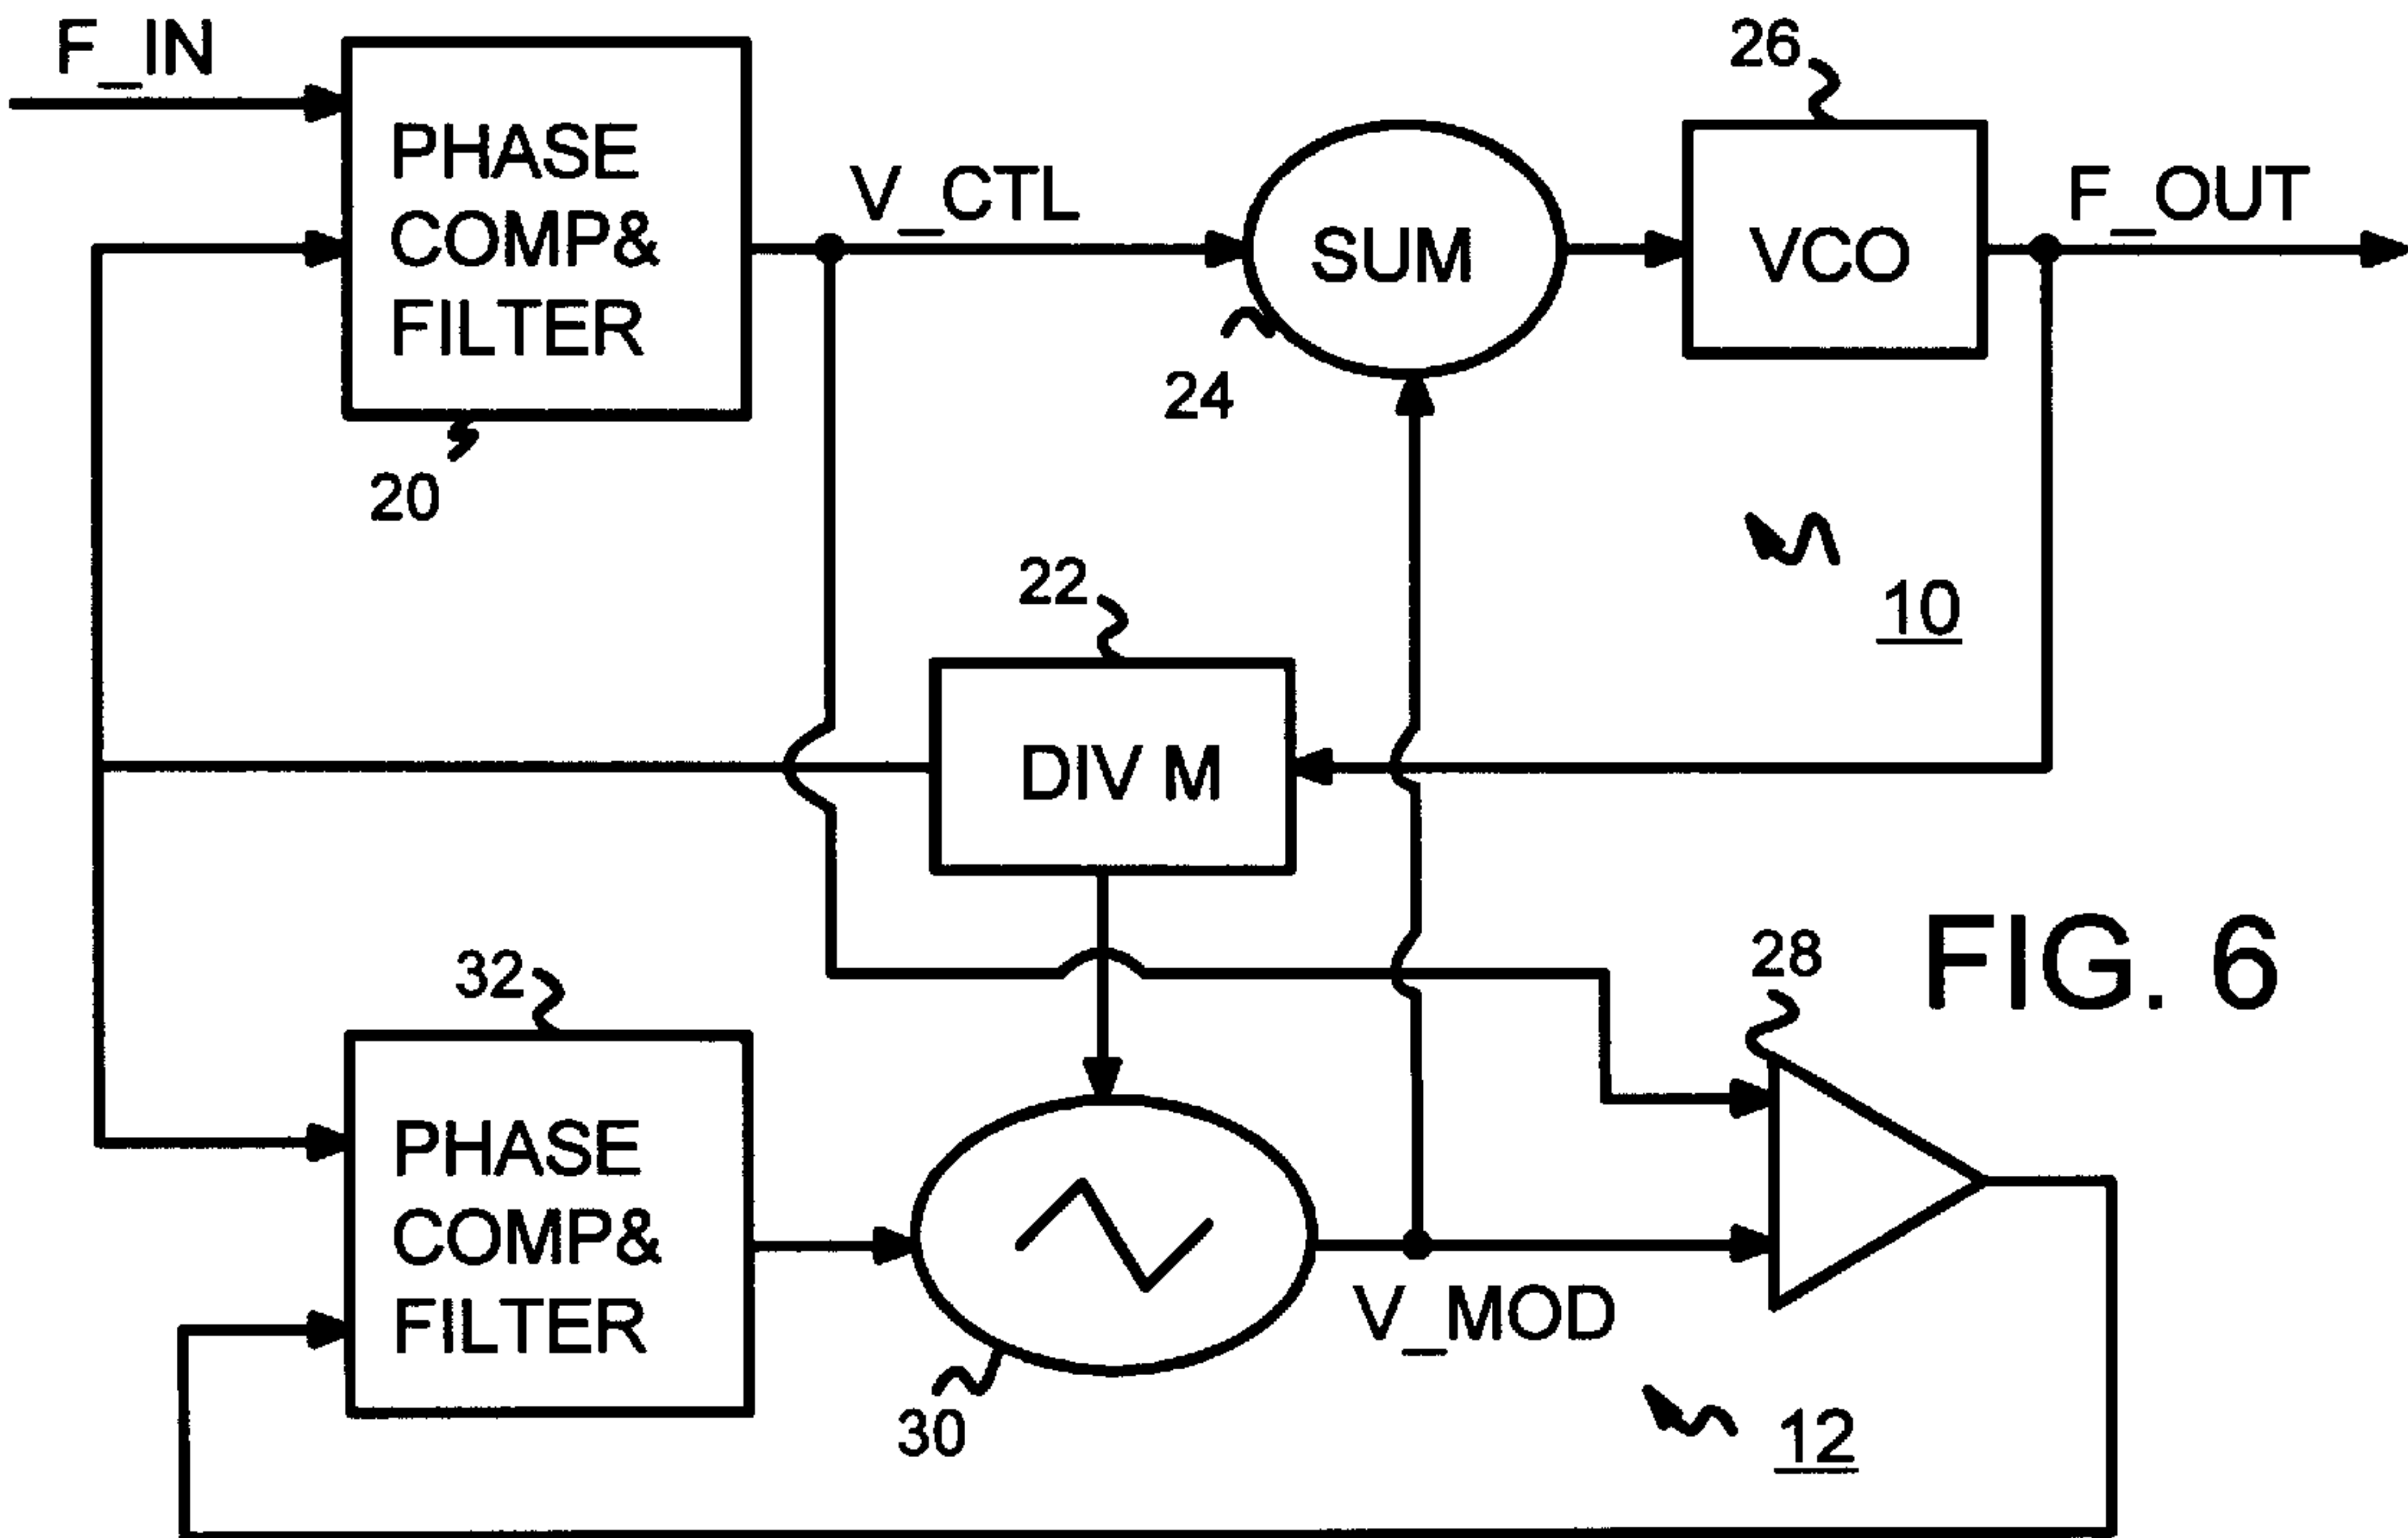 F_IN
PHASE
COMP&
FILTER
20
V_CTL
SUM
24
26
VCO
F_OUT
10
22
DIV M
32
PHASE
COMP&
FILTER
30
V_MOD
28
FIG. 6
12